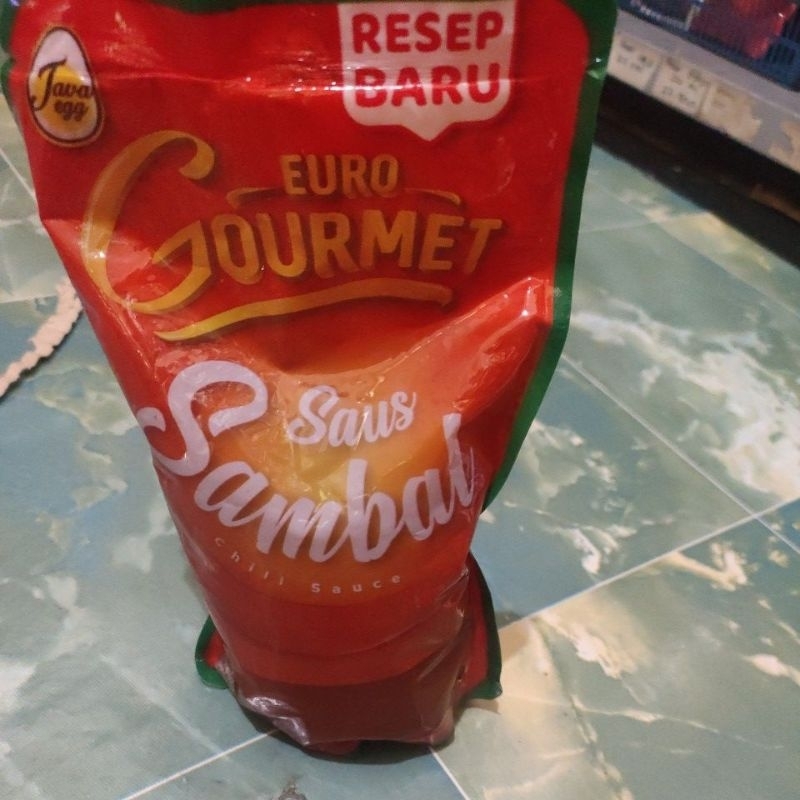 RESEP
BARU
Java
egg
EURO
GOURMET
Saus
Sambal
Chili Sauce